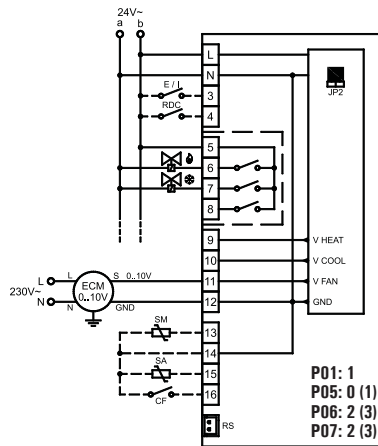 24V~
a b
L
N
JP2
E / I
3
RDC
4
5
6
7
8
9 V HEAT
10 V COOL
L L S 0..10V 11 V FAN
ECM
0..10V
230V~
N N GND 12 GND
SM 13
14
SA 15
CF 16
RS
P01: 1
P05: 0 (1)
P06: 2 (3)
P07: 2 (3)